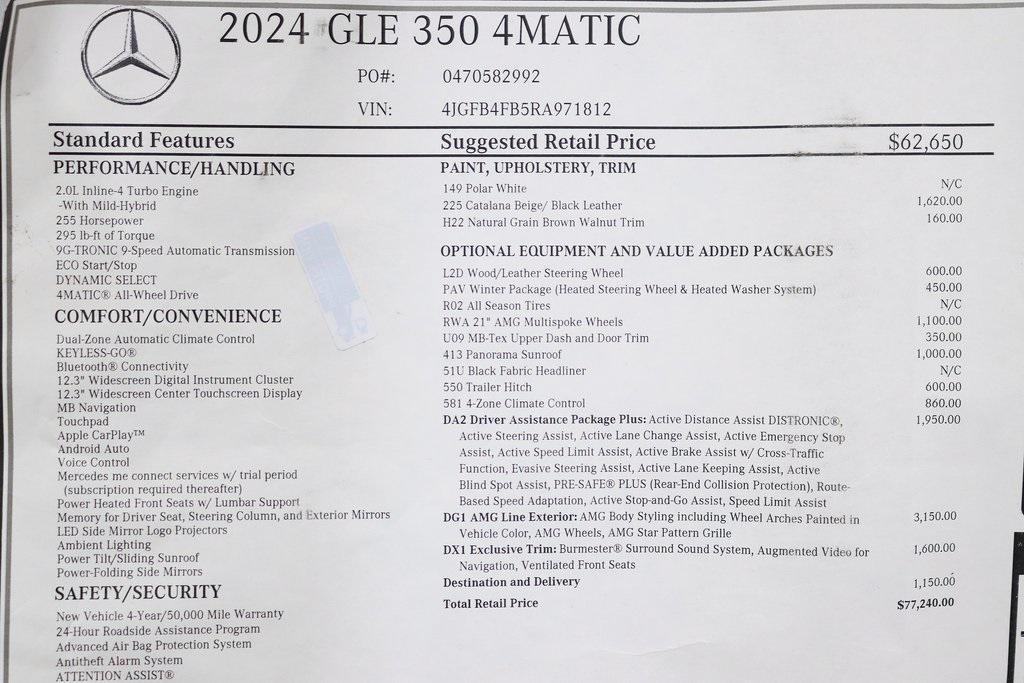 2024 GLE 350 4MATIC
PO#: 0470582992
VIN: 4JGFB4FB5RA971812
Standard Features
PERFORMANCE/HANDLING
2.0L Inline-4 Turbo Engine
-With Mild-Hybrid
255 Horsepower
295 lb-ft of Torque
9G-TRONIC 9-Speed Automatic Transmission
ECO Start/Stop
DYNAMIC SELECT
4MATIC® All-Wheel Drive
COMFORT/CONVENIENCE
Dual-Zone Automatic Climate Control
KEYLESS-GO®
Bluetooth® Connectivity
12.3" Widescreen Digital Instrument Cluster
12.3" Widescreen Center Touchscreen Display
MB Navigation
Touchpad
Apple CarPlay™
Android Auto
Voice Control
Mercedes me connect services w/ trial period
(subscription required thereafter)
Power Heated Front Seats w/ Lumbar Support
Memory for Driver Seat, Steering Column, and Exterior Mirrors
LED Side Mirror Logo Projectors
Ambient Lighting
Power Tilt/Sliding Sunroof
Power-Folding Side Mirrors
SAFETY/SECURITY
New Vehicle 4-Year/50,000 Mile Warranty
24-Hour Roadside Assistance Program
Advanced Air Bag Protection System
Antitheft Alarm System
ATTENTION ASSIST®
Suggested Retail Price $62,650
PAINT, UPHOLSTERY, TRIM
149 Polar White N/C
225 Catalana Beige/ Black Leather 1,620.00
H22 Natural Grain Brown Walnut Trim 160.00
OPTIONAL EQUIPMENT AND VALUE ADDED PACKAGES
L2D Wood/Leather Steering Wheel 600.00
PAV Winter Package (Heated Steering Wheel & Heated Washer System) 450.00
R02 All Season Tires N/C
RWA 21" AMG Multispoke Wheels 1,100.00
U09 MB-Tex Upper Dash and Door Trim 350.00
413 Panorama Sunroof 1,000.00
51U Black Fabric Headliner N/C
550 Trailer Hitch 600.00
581 4-Zone Climate Control 860.00
DA2 Driver Assistance Package Plus: Active Distance Assist DISTRONIC®, 1,950.00
Active Steering Assist, Active Lane Change Assist, Active Emergency Stop
Assist, Active Speed Limit Assist, Active Brake Assist w/ Cross-Traffic
Function, Evasive Steering Assist, Active Lane Keeping Assist, Active
Blind Spot Assist, PRE-SAFE® PLUS (Rear-End Collision Protection), Route-
Based Speed Adaptation, Active Stop-and-Go Assist, Speed Limit Assist
DG1 AMG Line Exterior: AMG Body Styling including Wheel Arches Painted in 3,150.00
Vehicle Color, AMG Wheels, AMG Star Pattern Grille
DX1 Exclusive Trim: Burmester® Surround Sound System, Augmented Video for 1,600.00
Navigation, Ventilated Front Seats
Destination and Delivery 1,150.00
Total Retail Price $77,240.00